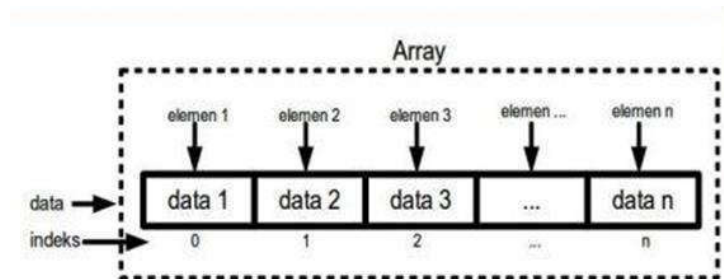 Array
elemen 1 elemen 2 elemen 3 elemen ... elemen n
data data 1 data 2 data 3 ... data n
indeks 0 1 2 ... n